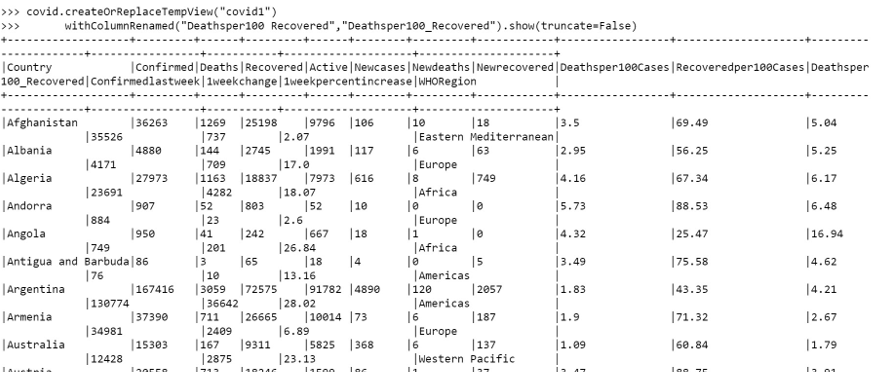 >>> covid.createOrReplaceTempView("covid1")
>>> withColumnRenamed("Deathsper100 Recovered","Deathsper100_Recovered").show(truncate=False)
+-------------------+---------+------+---------+------+--------+---------+------------+-------------------+----------------------+--------
------------+-----------------+-----------+-------------------+---------------------+
|Country |Confirmed|Deaths|Recovered|Active|Newcases|Newdeaths|Newrecovered|Deathsper100Cases|Recoveredper100Cases|Deathsper
100_Recovered|Confirmedlastweek|1weekchange|1weekpercentincrease|WHORegion |
+-------------------+---------+------+---------+------+--------+---------+------------+-------------------+----------------------+--------
------------+-----------------+-----------+-------------------+---------------------+
|Afghanistan |36263 |1269 |25198 |9796 |106 |10 |18 |3.5 |69.49 |5.04
|35526 |737 |2.07 |Eastern Mediterranean|
|Albania |4880 |144 |2745 |1991 |117 |6 |63 |2.95 |56.25 |5.25
|4171 |709 |17.0 |Europe |
|Algeria |27973 |1163 |18837 |7973 |616 |8 |749 |4.16 |67.34 |6.17
|23691 |4282 |18.07 |Africa |
|Andorra |907 |52 |803 |52 |10 |0 |0 |5.73 |88.53 |6.48
|884 |23 |2.6 |Europe |
|Angola |950 |41 |242 |667 |18 |1 |0 |4.32 |25.47 |16.94
|749 |201 |26.84 |Africa |
|Antigua and Barbuda|86 |3 |65 |18 |4 |0 |5 |3.49 |75.58 |4.62
|76 |10 |13.16 |Americas |
|Argentina |167416 |3059 |72575 |91782 |4890 |120 |2057 |1.83 |43.35 |4.21
|130774 |36642 |28.02 |Americas |
|Armenia |37390 |711 |26665 |10014 |73 |6 |187 |1.9 |71.32 |2.67
|34981 |2409 |6.89 |Europe |
|Australia |15303 |167 |9311 |5825 |368 |6 |137 |1.09 |60.84 |1.79
|12428 |2875 |23.13 |Western Pacific |